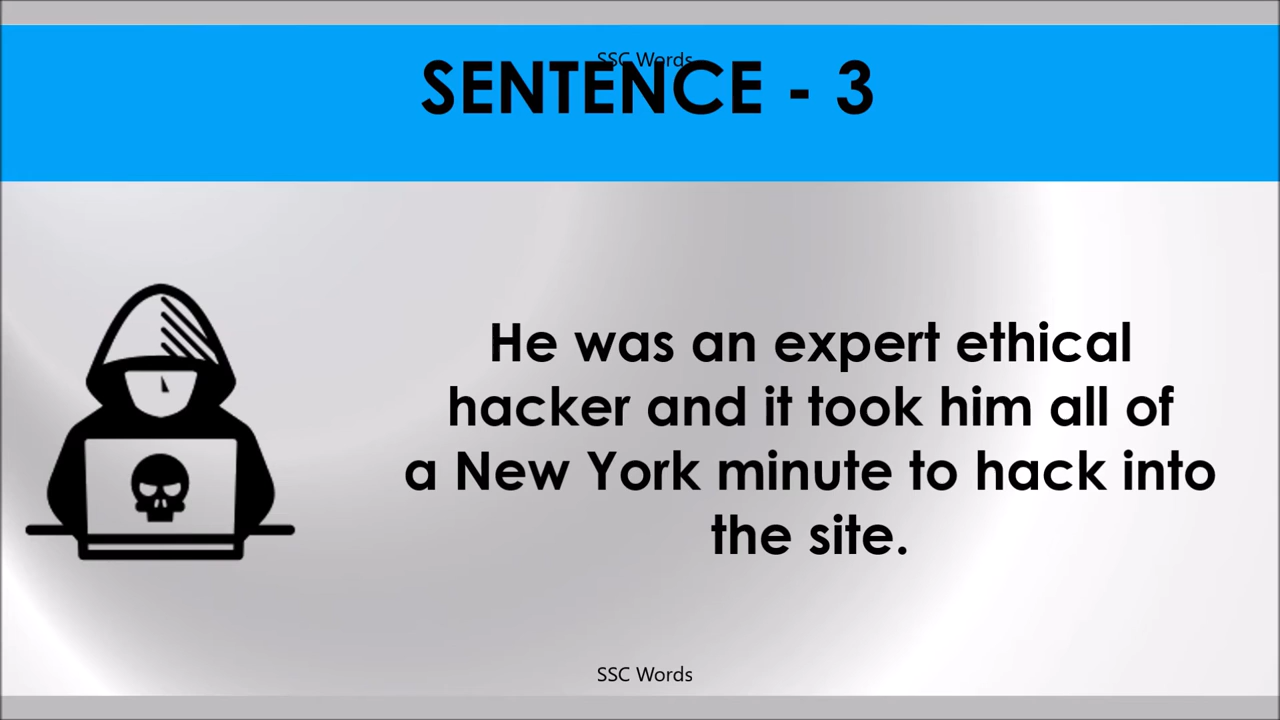 SSC Words
SENTENCE - 3
He was an expert ethical
hacker and it took him all of
a New York minute to hack into
the site.
SSC Words